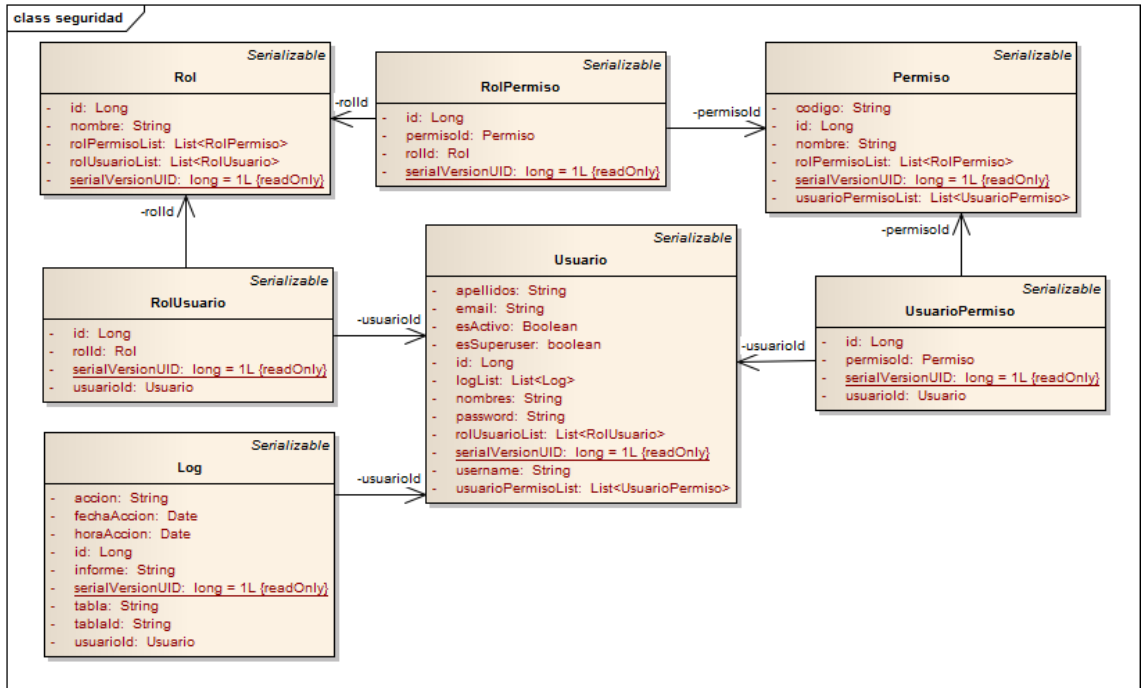 class seguridad
Serializable
Rol
- id: Long
- nombre: String
- rolPermisoList: List<RolPermiso>
- rolUsuarioList: List<RolUsuario>
- serialVersionUID: long = 1L {readOnly}
-rolId
Serializable
RolPermiso
- id: Long
- permisoId: Permiso
- rolId: Rol
- serialVersionUID: long = 1L {readOnly}
-permisoId
Serializable
Permiso
- codigo: String
- id: Long
- nombre: String
- rolPermisoList: List<RolPermiso>
- serialVersionUID: long = 1L {readOnly}
- usuarioPermisoList: List<UsuarioPermiso>
-rolId
-permisoId
Serializable
RolUsuario
- id: Long
- rolId: Rol
- serialVersionUID: long = 1L {readOnly}
- usuarioId: Usuario
-usuarioId
Serializable
Usuario
- apellidos: String
- email: String
- esActivo: Boolean
- esSuperuser: boolean
- id: Long
- logList: List<Log>
- nombres: String
- password: String
- rolUsuarioList: List<RolUsuario>
- serialVersionUID: long = 1L {readOnly}
- username: String
- usuarioPermisoList: List<UsuarioPermiso>
-usuarioId
Serializable
UsuarioPermiso
- id: Long
- permisoId: Permiso
- serialVersionUID: long = 1L {readOnly}
- usuarioId: Usuario
Serializable
Log
- accion: String
- fechaAccion: Date
- horaAccion: Date
- id: Long
- informe: String
- serialVersionUID: long = 1L {readOnly}
- tabla: String
- tablaId: String
- usuarioId: Usuario
-usuarioId